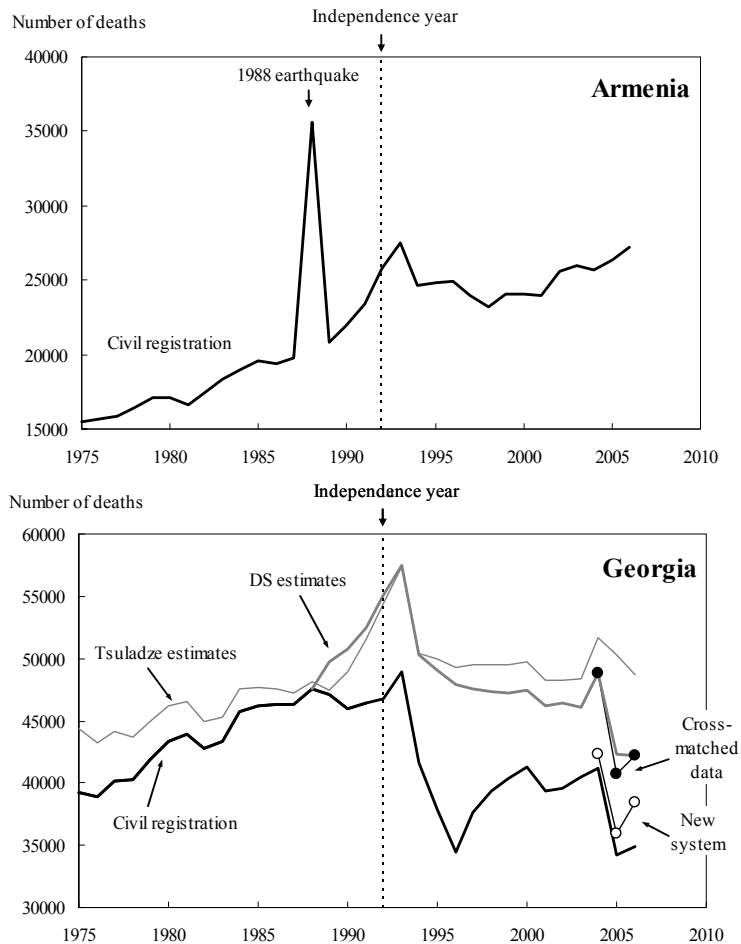 Number of deaths
Independence year
40000
1988 earthquake
Armenia
35000
30000
25000
Civil registration
20000
15000
1975 1980 1985 1990 1995 2000 2005 2010
Number of deaths
Independance year
60000
Georgia
DS estimates
55000
Tsuladze estimates
50000
45000
Cross-
matched
data
40000
Civil registration
New
system
35000
30000
1975 1980 1985 1990 1995 2000 2005 2010